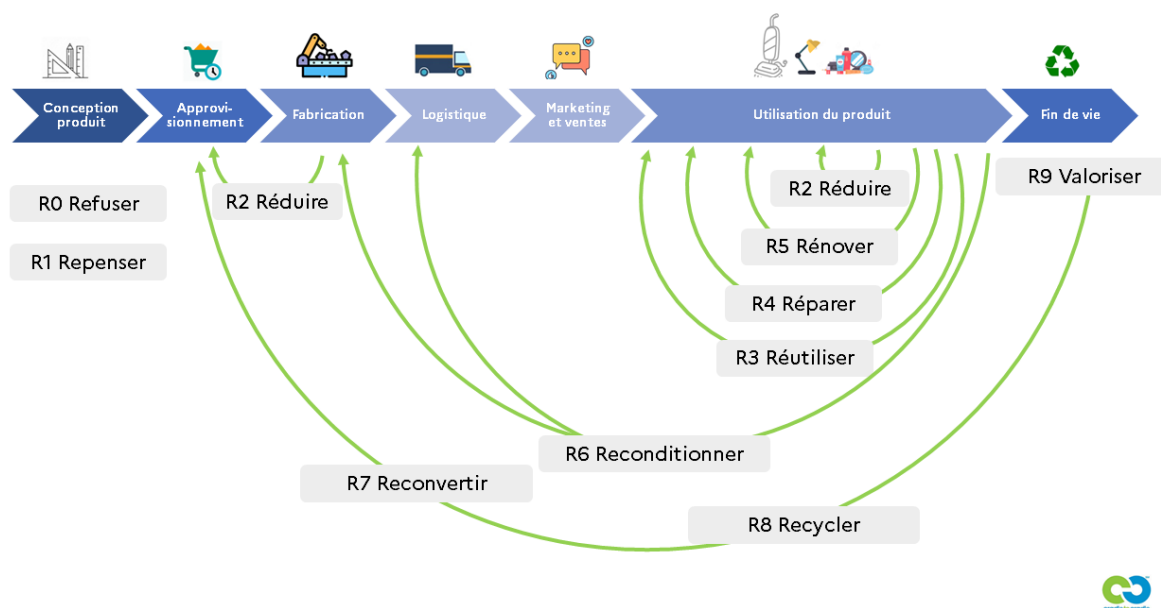 Conception
produit
Approvi-
sionnement
Fabrication
Logistique
Marketing
et ventes
Utilisation du produit
Fin de vie
R0 Refuser
R1 Repenser
R2 Réduire
R2 Réduire
R9 Valoriser
R5 Rénover
R4 Réparer
R3 Réutiliser
R6 Reconditionner
R7 Reconvertir
R8 Recycler